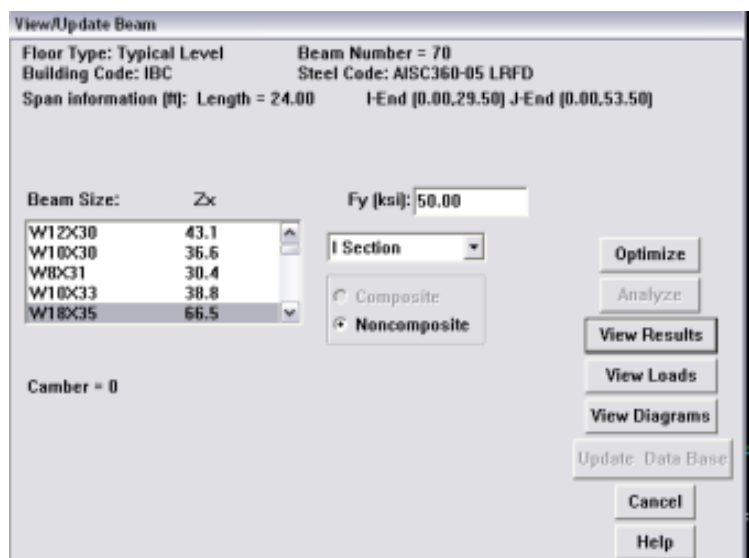 View/Update Beam
Floor Type: Typical Level Beam Number = 70
Building Code: IBC Steel Code: AISC360-05 LRFD
Span information (ft): Length = 24.00 I-End (0.00,29.50) J-End (0.00,53.50)
Beam Size: Zx Fy (ksi): 50.00
W12X30 43.1
W10X30 36.6
W8X31 30.4
W10X33 38.8
W18X35 66.5
I Section
Composite
Noncomposite
Camber = 0
Optimize
Analyze
View Results
View Loads
View Diagrams
Update Data Base
Cancel
Help